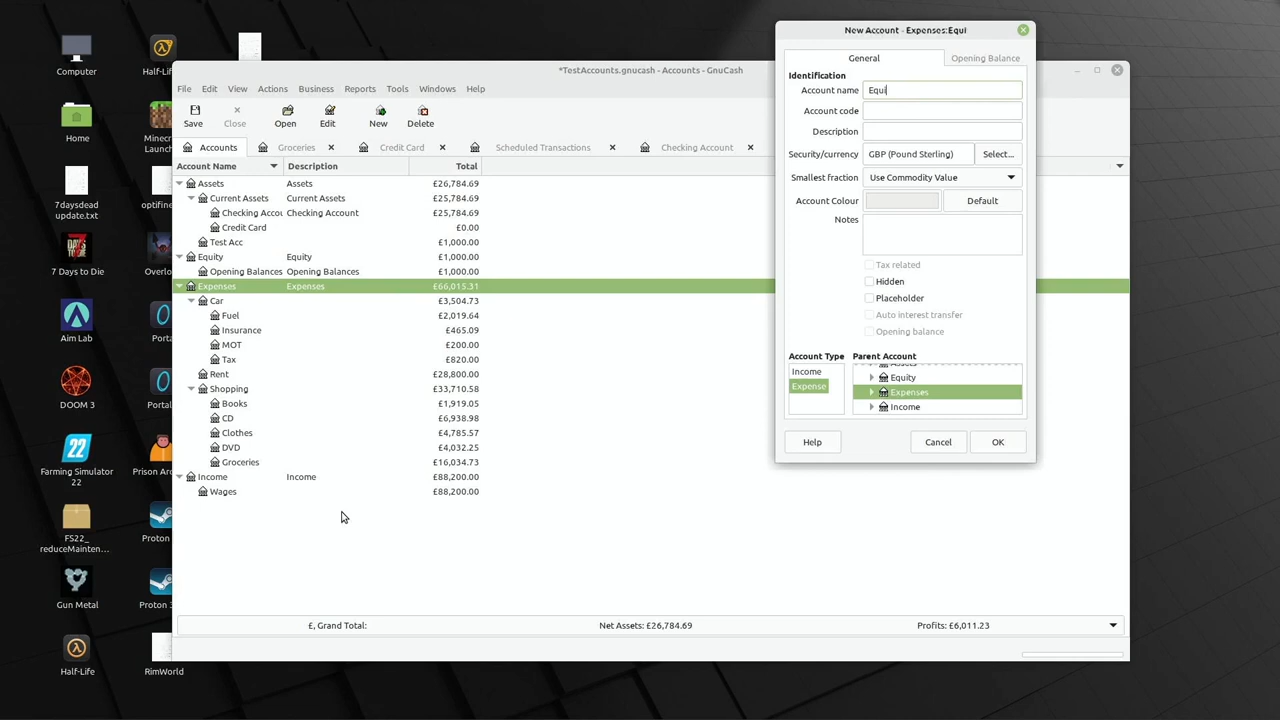 Computer
Half-Life
Home
Minecr
Launch
7daysdead
update.txt
optifine
7 Days to Die
Overlo
Aim Lab
Porta
DOOM 3
Portal
Farming Simulator
22
Prison Arc
FS22_
reduceMainten...
Proton
Gun Metal
Proton 3
Half-Life
RimWorld
*TestAccounts.gnucash - Accounts - GnuCash
File Edit View Actions Business Reports Tools Windows Help
Save Close Open Edit New Delete
Accounts Groceries Credit Card Scheduled Transactions Checking Account
Account Name Description Total
Assets Assets £26,784.69
Current Assets Current Assets £25,784.69
Checking Accou Checking Account £25,784.69
Credit Card £0.00
Test Acc £1,000.00
Equity Equity £1,000.00
Opening Balances Opening Balances £1,000.00
Expenses Expenses £66,015.31
Car £3,504.73
Fuel £2,019.64
Insurance £465.09
MOT £200.00
Tax £820.00
Rent £28,800.00
Shopping £33,710.58
Books £1,919.05
CD £6,938.98
Clothes £4,785.57
DVD £4,032.25
Groceries £16,034.73
Income Income £88,200.00
Wages £88,200.00
£, Grand Total: Net Assets: £26,784.69 Profits: £6,011.23
New Account - Expenses:Equi
General Opening Balance
Identification
Account name Equi
Account code
Description
Security/currency GBP (Pound Sterling) Select...
Smallest fraction Use Commodity Value
Account Colour Default
Notes
Tax related
Hidden
Placeholder
Auto interest transfer
Opening balance
Account Type Parent Account
Income
Expense
Assets
Equity
Expenses
Income
Help Cancel OK